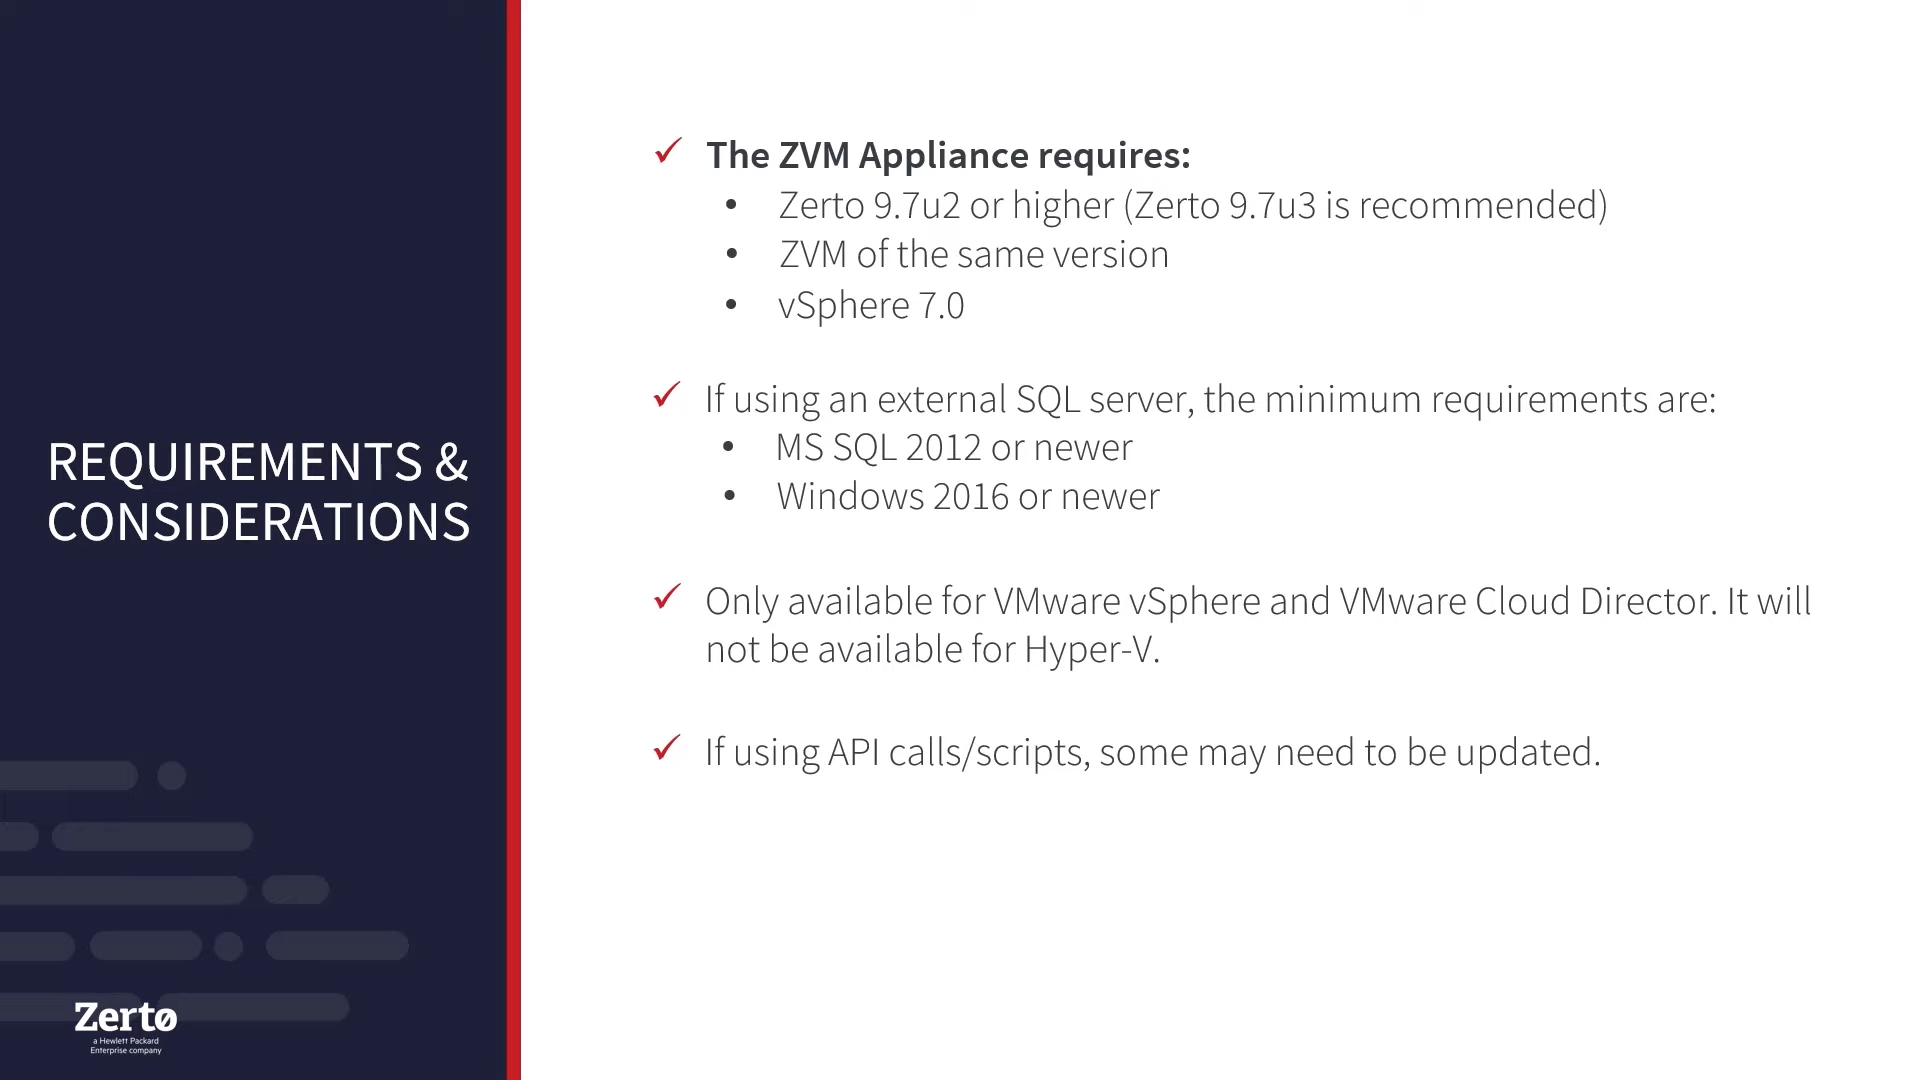 REQUIREMENTS &
CONSIDERATIONS
Zerto
a Hewlett Packard
Enterprise company
✓ The ZVM Appliance requires:
• Zerto 9.7u2 or higher (Zerto 9.7u3 is recommended)
• ZVM of the same version
• vSphere 7.0
✓ If using an external SQL server, the minimum requirements are:
• MS SQL 2012 or newer
• Windows 2016 or newer
✓ Only available for VMware vSphere and VMware Cloud Director. It will
not be available for Hyper-V.
✓ If using API calls/scripts, some may need to be updated.